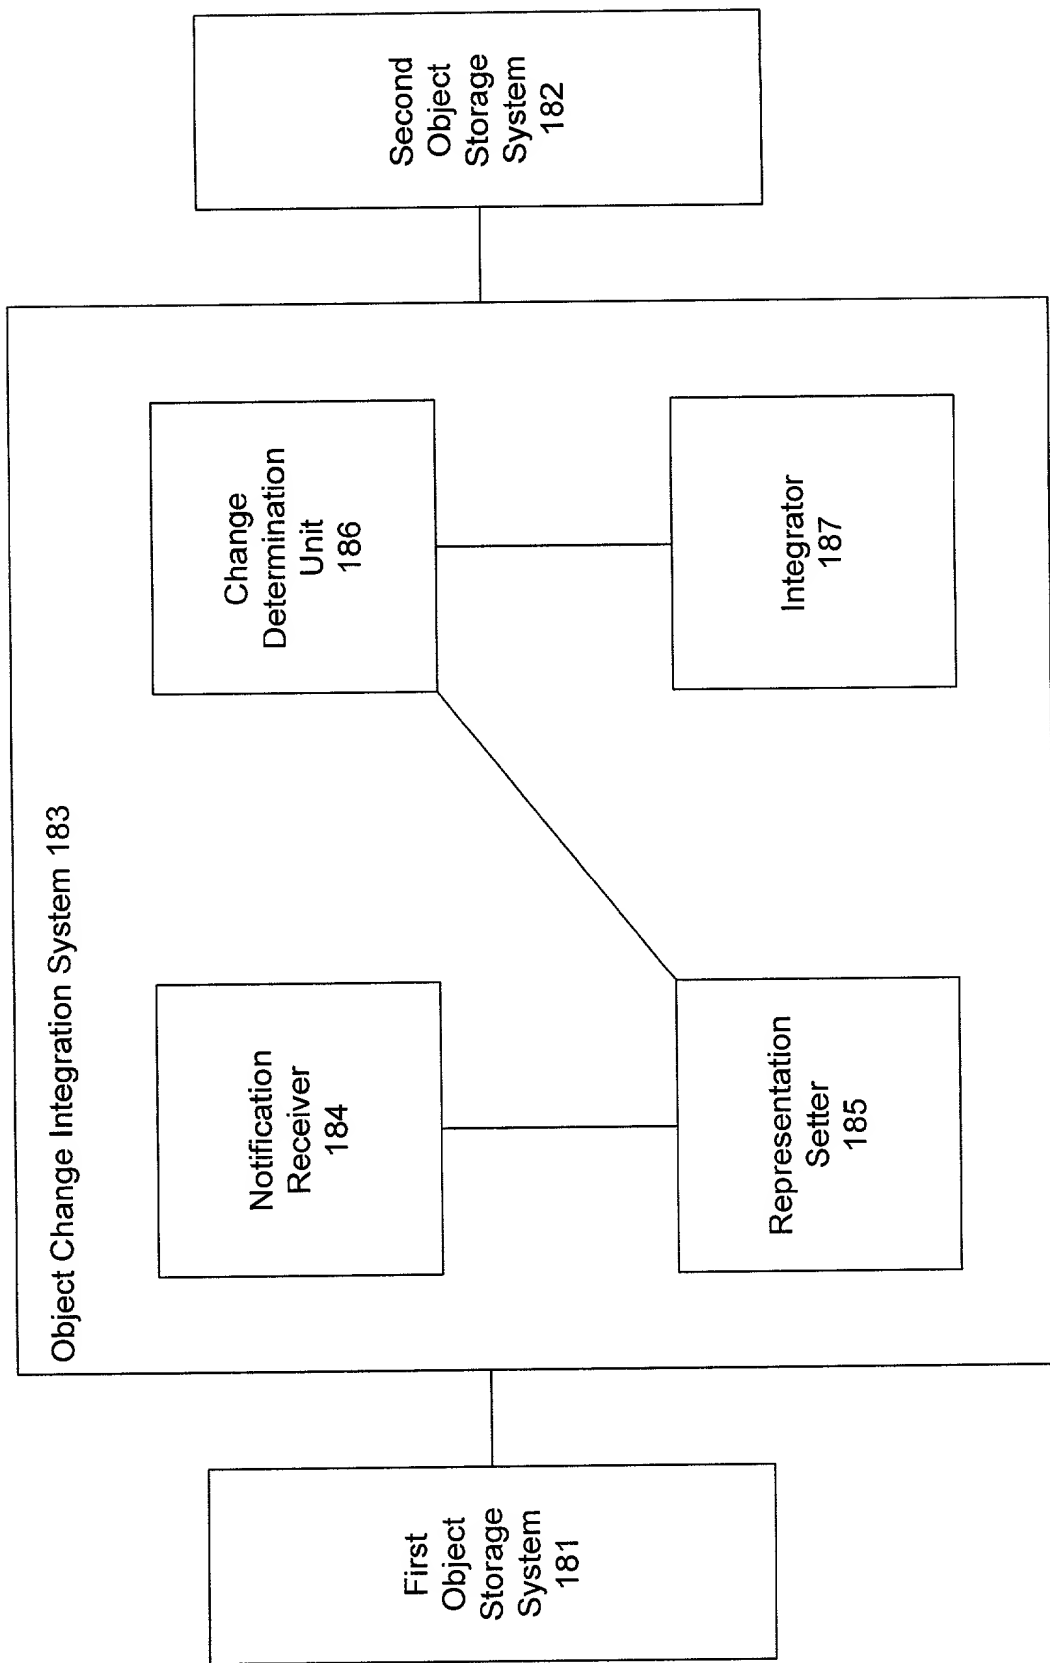 Object Change Integration System 183
First
Object
Storage
System
181
Notification
Receiver
184
Change
Determination
Unit
186
Representation
Setter
185
Integrator
187
Second
Object
Storage
System
182